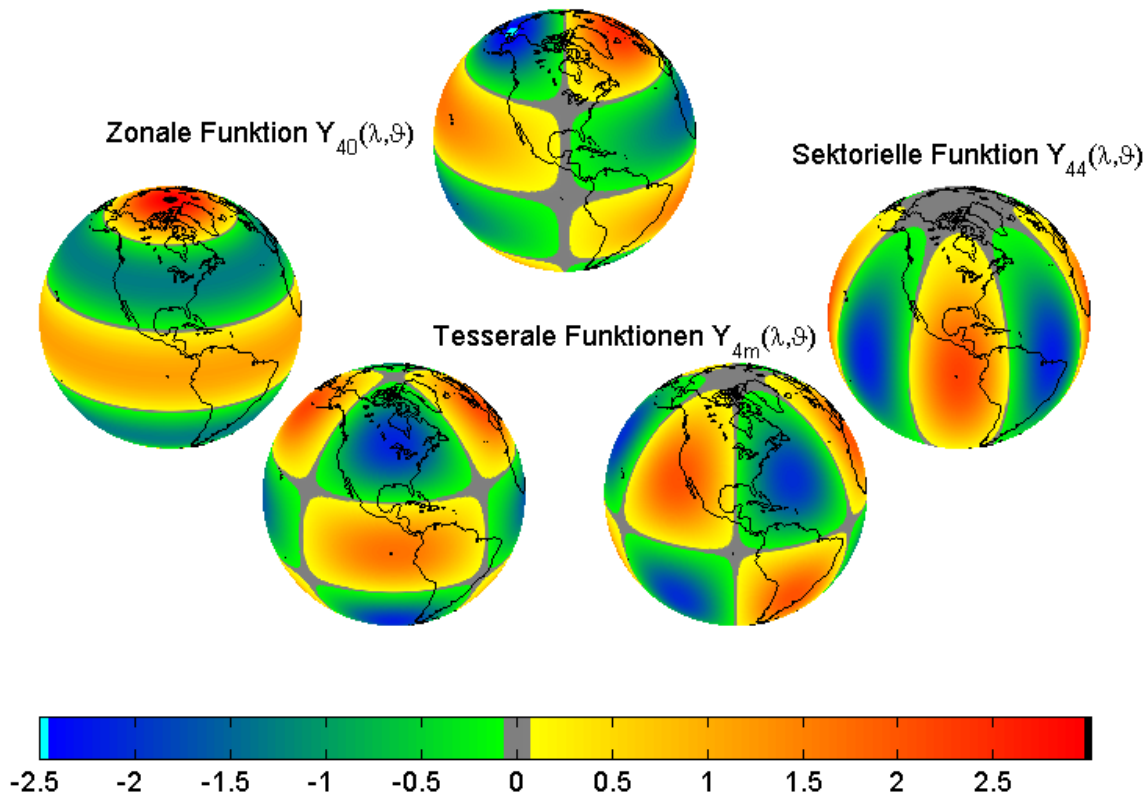 Zonale Funktion Y40(λ,ϑ)
Sektorielle Funktion Y44(λ,ϑ)
Tesserale Funktionen Y4m(λ,ϑ)
-2.5 -2 -1.5 -1 -0.5 0 0.5 1 1.5 2 2.5